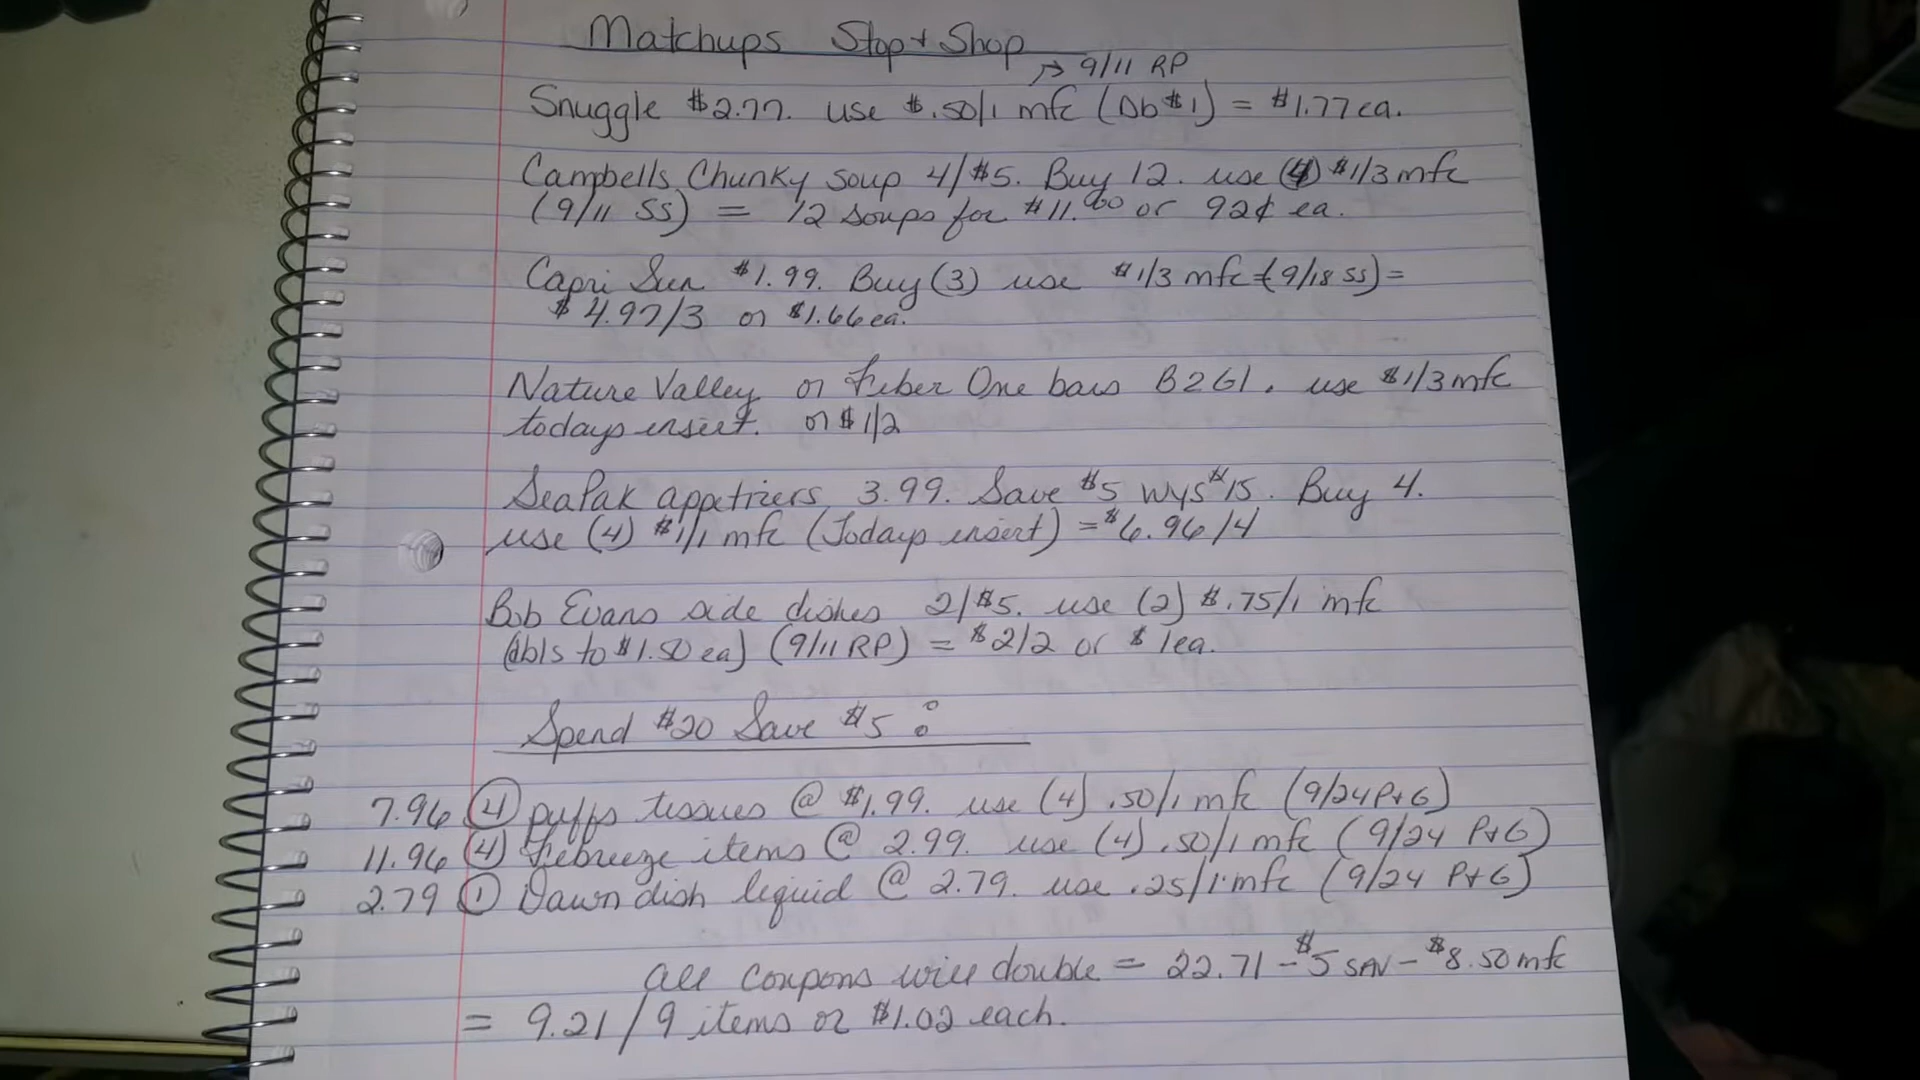 Matchups Stop & Shop
→ 9/11 RP
Snuggle $2.77. use $.50/1 mfc (Db $1) = $1.77 ea.
Campbells Chunky soup 4/$5. Buy 12. use (4) $1/3 mfc
(9/11 SS) = 12 soups for $11.00 or 92¢ ea.
Capri Sun $1.99. Buy (3) use $1/3 mfc (9/18 SS) =
$4.97/3 or $1.66 ea.
Nature Valley or Fiber One bars B2G1. use $1/3 mfc
todays insert. or $1/2
SeaPak appetizers 3.99. Save $5 wys $15. Buy 4.
use (4) $1/1 mfc (Todays insert) = $6.96/4
Bob Evans side dishes 2/$5. use (2) $.75/1 mfc
(dbls to $1.50 ea) (9/11 RP) = $2/2 or $1ea.
Spend $20 Save $5:
7.96 (4) puffs tissues @ $1.99. use (4) .50/1 mfc (9/24 P+G)
11.96 (4) Febreeze items @ 2.99. use (4) .50/1 mfc (9/24 P+G)
2.79 (1) Dawn dish liquid @ 2.79. use .25/1 mfc (9/24 P+G)
all coupons will double = 22.71 - $5 SAV - $8.50 mfc
= 9.21 / 9 items or $1.02 each.